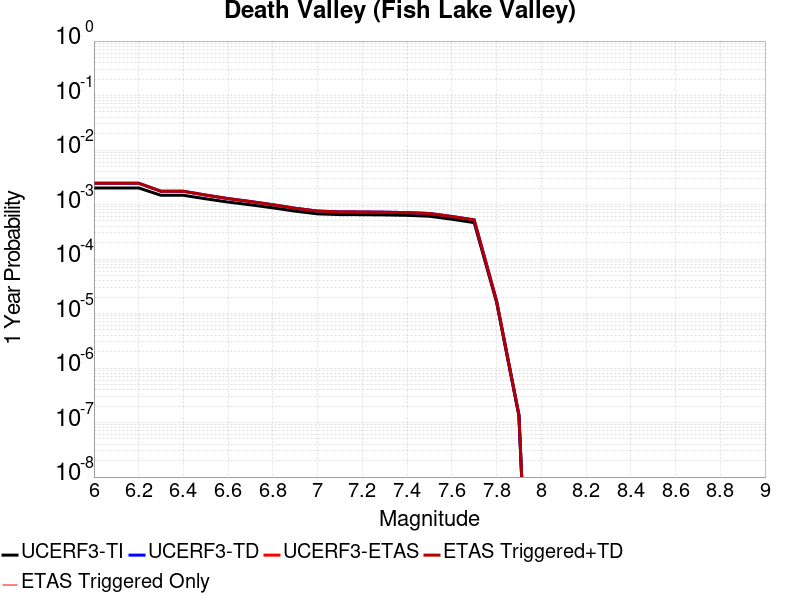 Death Valley (Fish Lake Valley)
10^0
10^-1
10^-2
10^-3
10^-4
10^-5
10^-6
10^-7
10^-8
1 Year Probability
6 6.2 6.4 6.6 6.8 7 7.2 7.4 7.6 7.8 8 8.2 8.4 8.6 8.8 9
Magnitude
UCERF3-TI UCERF3-TD UCERF3-ETAS ETAS Triggered+TD
ETAS Triggered Only